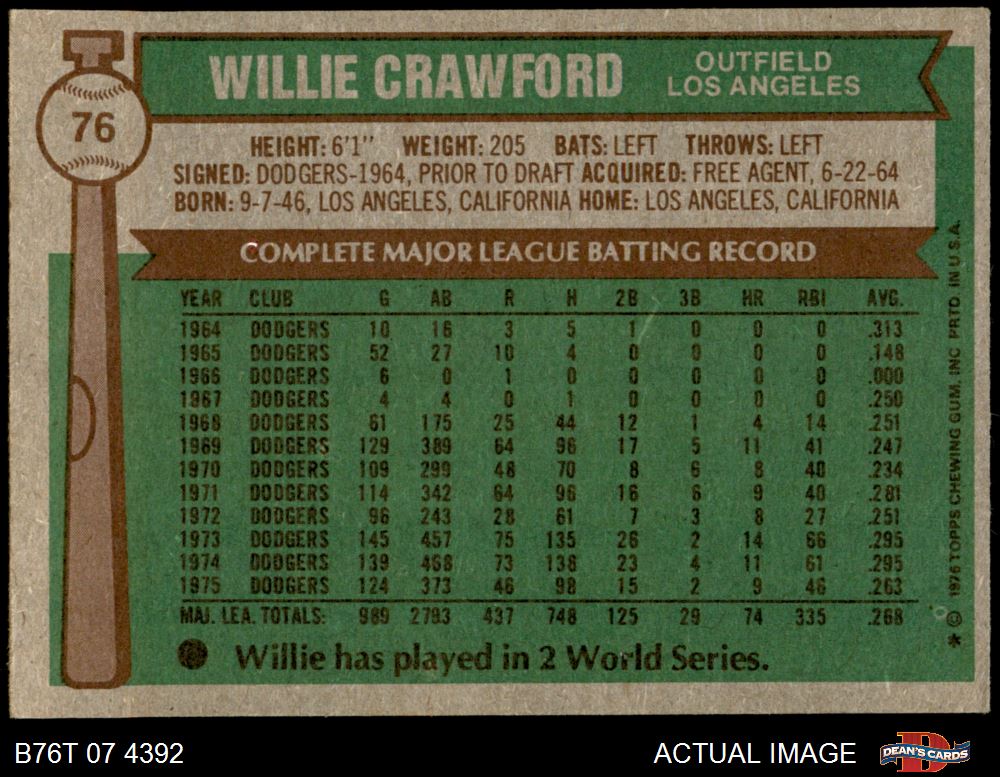 76
WILLIE CRAWFORD OUTFIELD
LOS ANGELES
HEIGHT: 6'1" WEIGHT: 205 BATS: LEFT THROWS: LEFT
SIGNED: DODGERS-1964, PRIOR TO DRAFT ACQUIRED: FREE AGENT, 6-22-64
BORN: 9-7-46, LOS ANGELES, CALIFORNIA HOME: LOS ANGELES, CALIFORNIA
COMPLETE MAJOR LEAGUE BATTING RECORD
YEAR CLUB G AB R H 2B 3B HR RBI AVG.
1964 DODGERS 10 16 3 5 1 0 0 0 .313
1965 DODGERS 52 27 10 4 0 0 0 0 .148
1966 DODGERS 6 0 1 0 0 0 0 0 .000
1967 DODGERS 4 4 0 1 0 0 0 0 .250
1968 DODGERS 61 175 25 44 12 1 4 14 .251
1969 DODGERS 129 389 64 96 17 5 11 41 .247
1970 DODGERS 109 299 48 70 8 6 8 40 .234
1971 DODGERS 114 342 64 96 16 6 9 40 .281
1972 DODGERS 96 243 28 61 7 3 8 27 .251
1973 DODGERS 145 457 75 135 26 2 14 66 .295
1974 DODGERS 139 468 73 138 23 4 11 61 .295
1975 DODGERS 124 373 46 98 15 2 9 46 .263
MAJ. LEA. TOTALS: 989 2793 437 748 125 29 74 335 .268
Willie has played in 2 World Series.
* © 1976 TOPPS CHEWING GUM, INC PRTD. IN U.S.A.
B76T 07 4392 ACTUAL IMAGE D DEAN'S CARDS